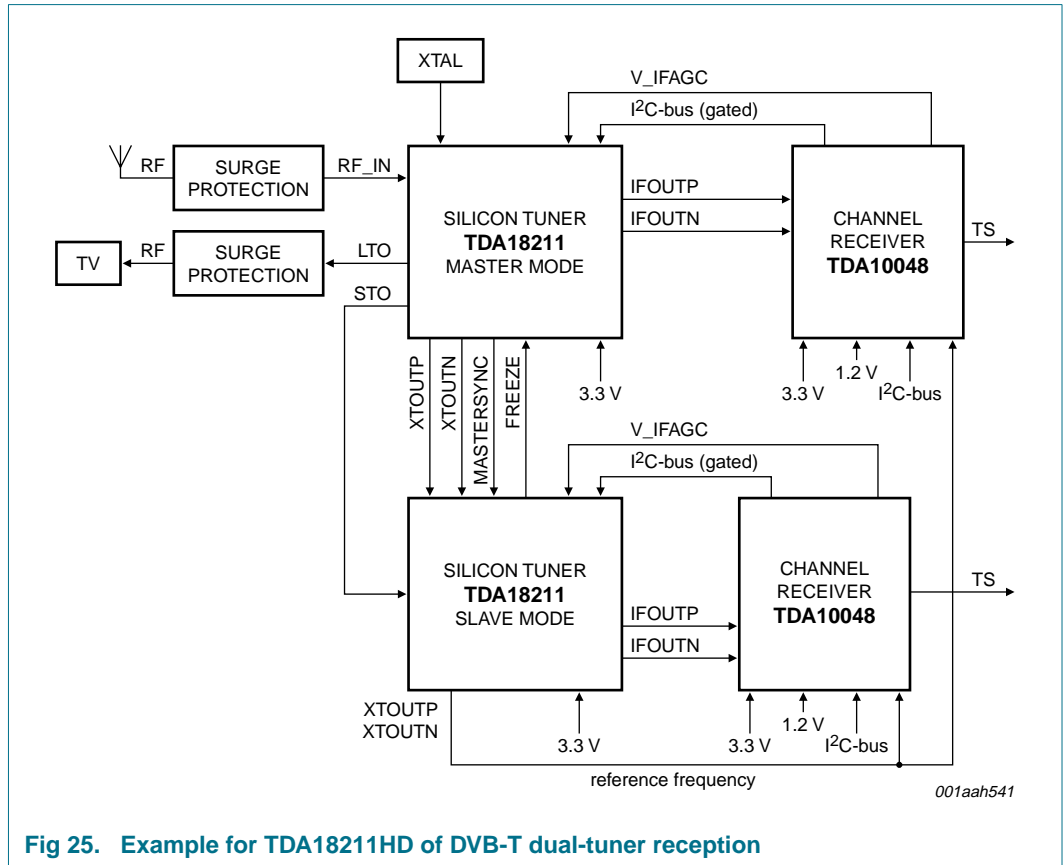 XTAL
V_IFAGC
I²C-bus (gated)
RF
SURGE
PROTECTION
RF_IN
SILICON TUNER
TDA18211
MASTER MODE
IFOUTP
IFOUTN
CHANNEL
RECEIVER
TDA10048
TS
TV
RF
SURGE
PROTECTION
LTO
STO
XTOUTP
XTOUTN
MASTERSYNC
FREEZE
3.3 V
3.3 V
1.2 V
I²C-bus
V_IFAGC
I²C-bus (gated)
SILICON TUNER
TDA18211
SLAVE MODE
IFOUTP
IFOUTN
CHANNEL
RECEIVER
TDA10048
TS
XTOUTP
XTOUTN
3.3 V
3.3 V
1.2 V
I²C-bus
reference frequency
001aah541
Fig 25. Example for TDA18211HD of DVB-T dual-tuner reception